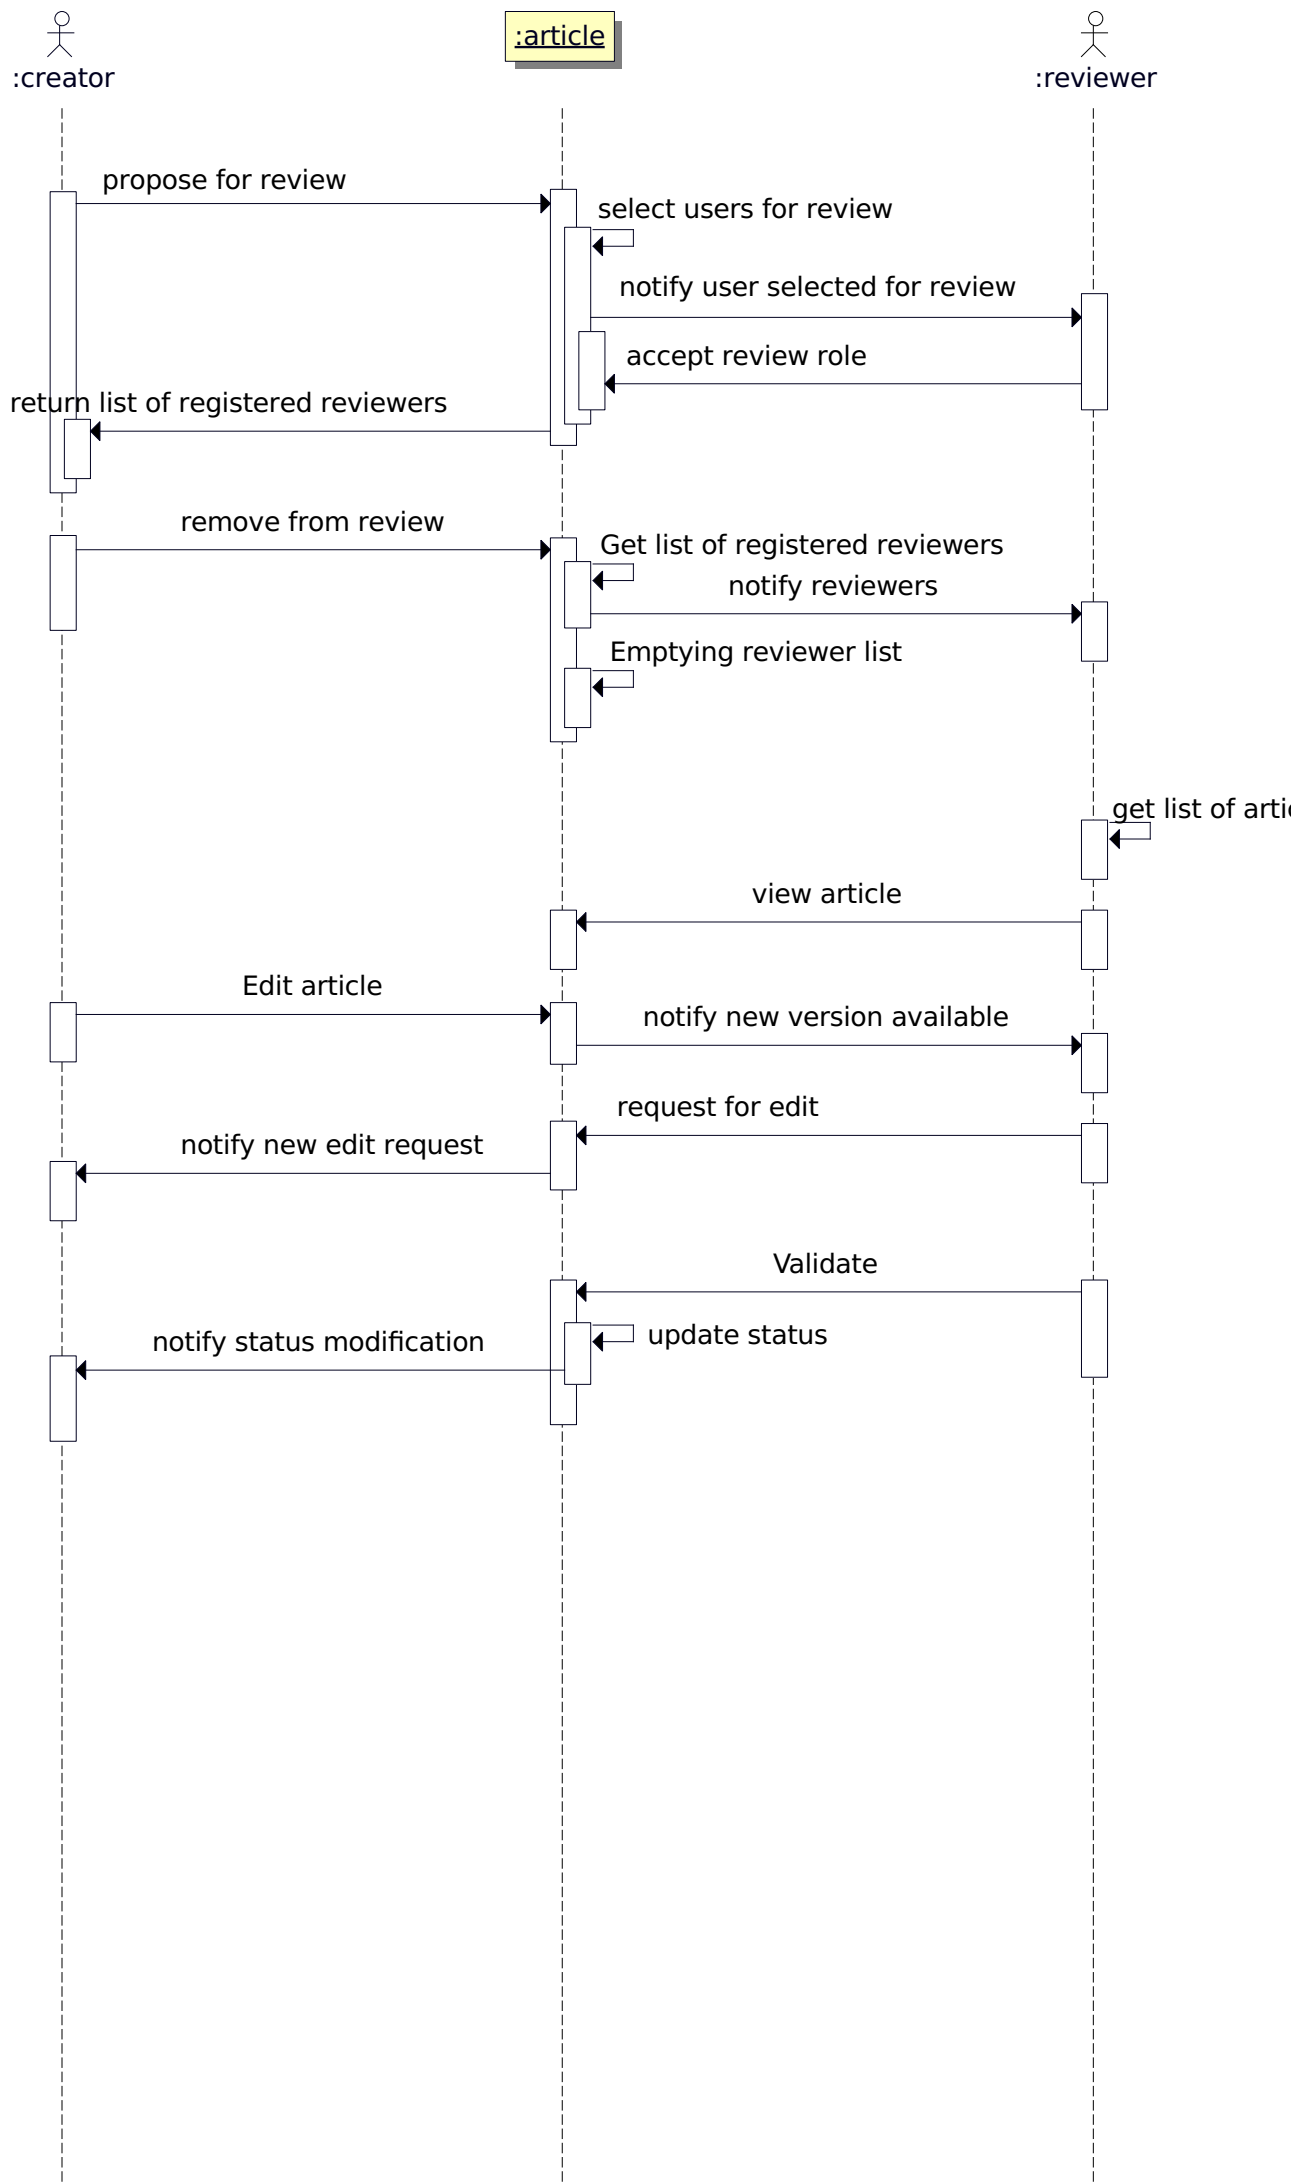 :creator
:article
:reviewer
propose for review
select users for review
notify user selected for review
accept review role
return list of registered reviewers
remove from review
Get list of registered reviewers
notify reviewers
Emptying reviewer list
get list of
view article
Edit article
notify new version available
request for edit
notify new edit request
Validate
update status
notify status modification